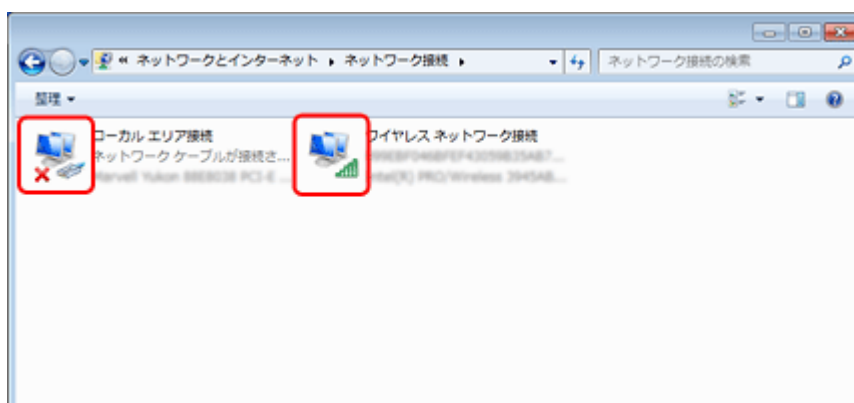 « ネットワークとインターネット ▸ ネットワーク接続 ▸
ネットワーク接続の検索
整理 ▼
ローカル エリア接続
ネットワーク ケーブルが接続さ...
ワイヤレス ネットワーク接続